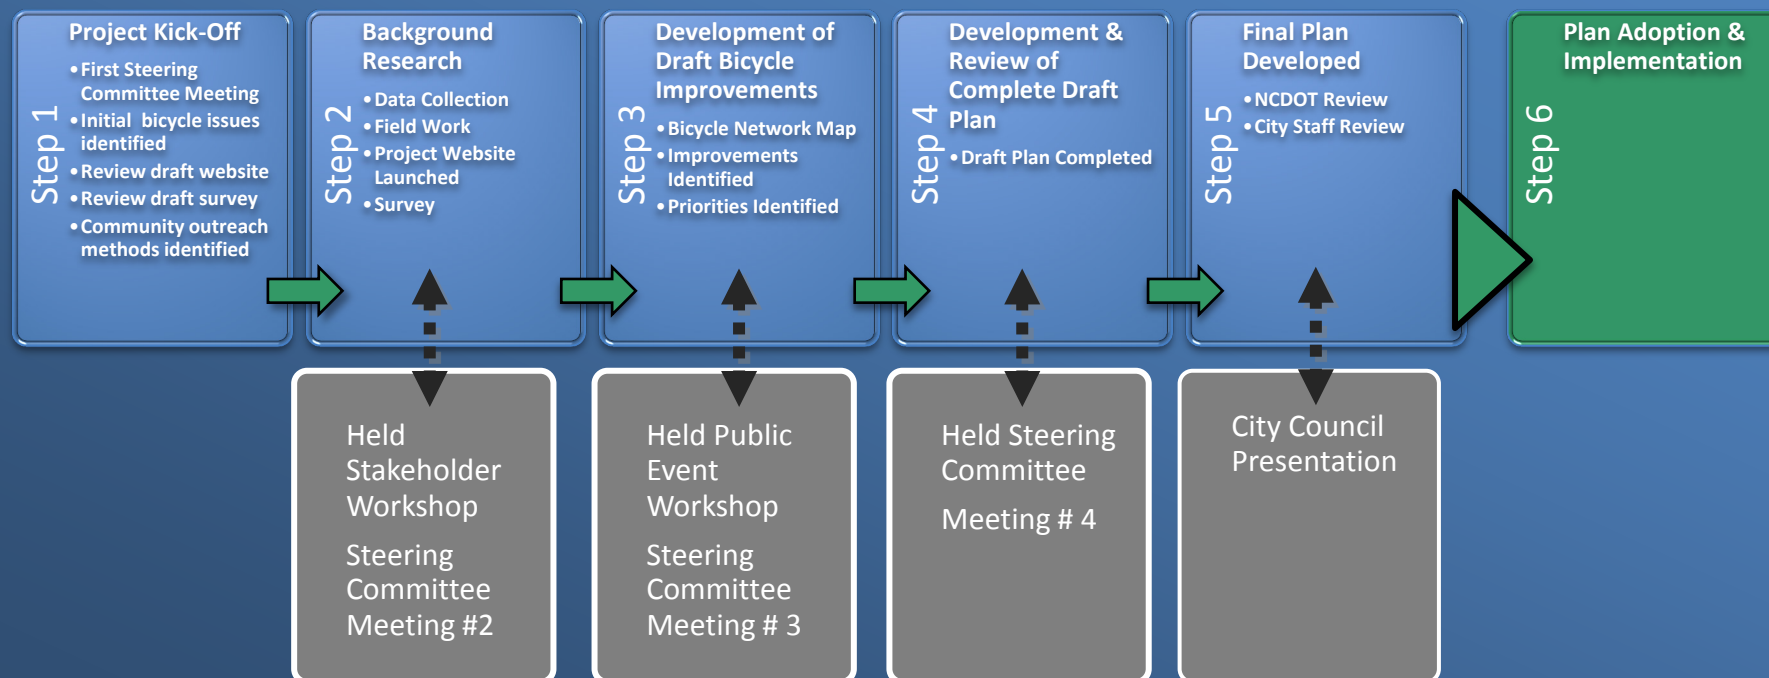 Step 1
Project Kick-Off
•First Steering
Committee Meeting
•Initial bicycle issues
identified
•Review draft website
•Review draft survey
•Community outreach
methods identified
Step 2
Background
Research
•Data Collection
•Field Work
•Project Website
Launched
•Survey
Step 3
Development of
Draft Bicycle
Improvements
•Bicycle Network Map
•Improvements
Identified
•Priorities Identified
Step 4
Development &
Review of
Complete Draft
Plan
•Draft Plan Completed
Step 5
Final Plan
Developed
•NCDOT Review
•City Staff Review
Step 6
Plan Adoption &
Implementation
Held
Stakeholder
Workshop
Steering
Committee
Meeting #2
Held Public
Event
Workshop
Steering
Committee
Meeting # 3
Held Steering
Committee
Meeting # 4
City Council
Presentation